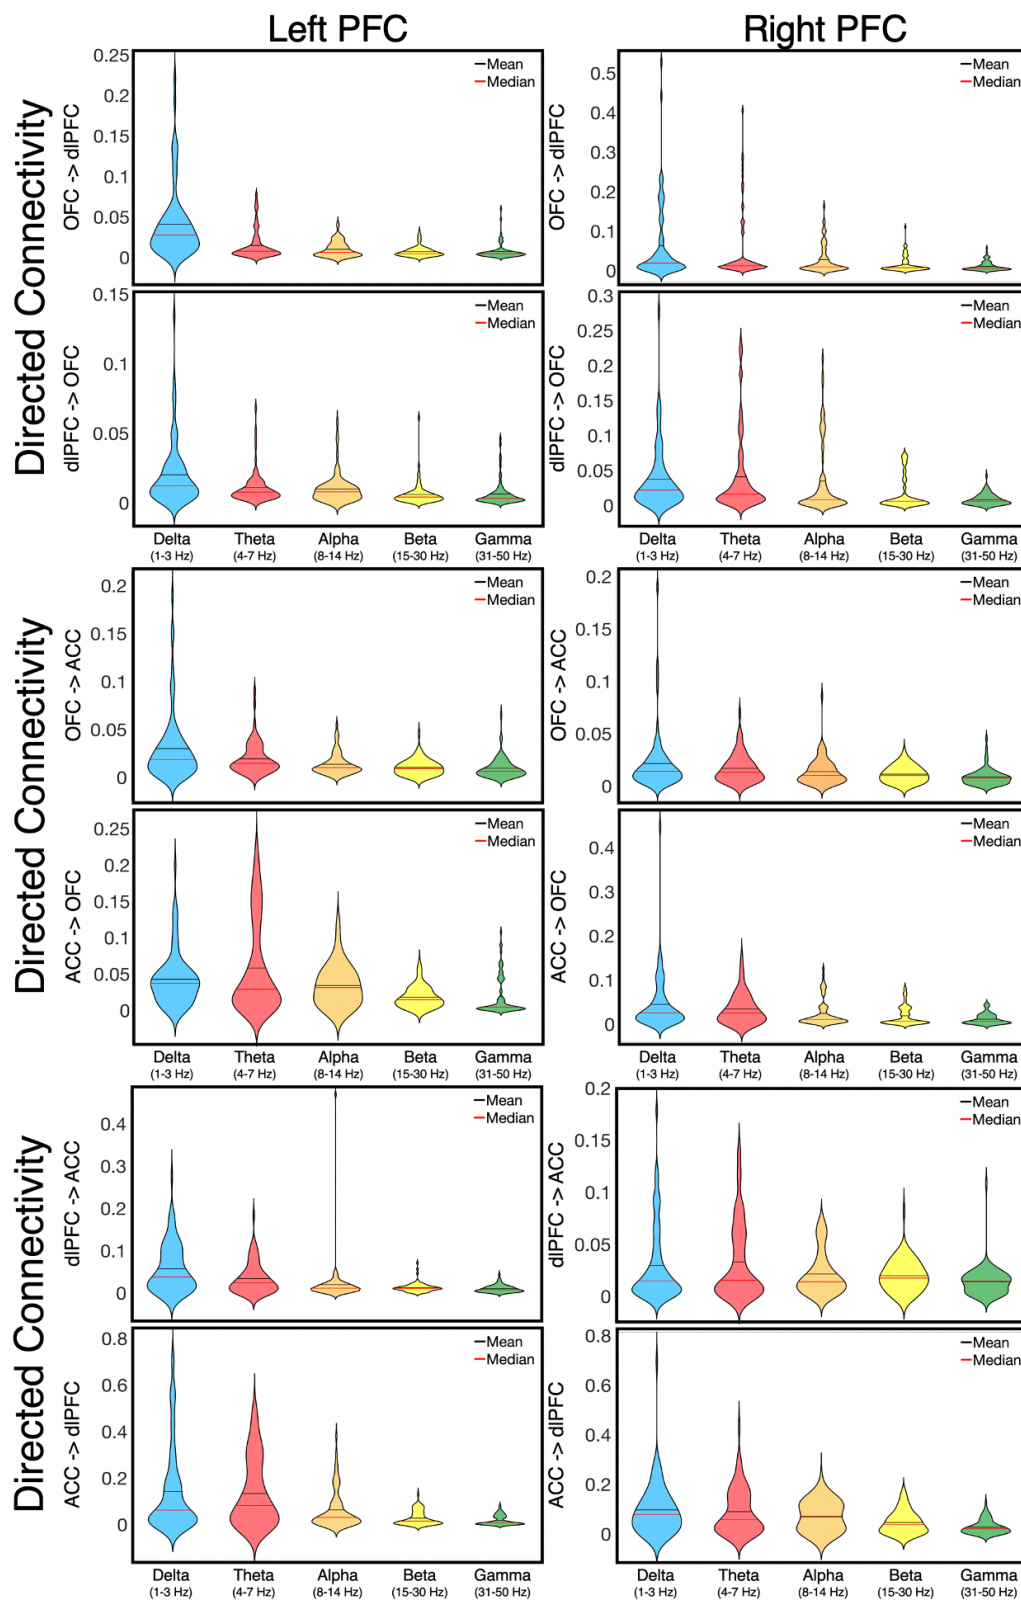 Left PFC
Right PFC
Directed Connectivity
OFC -> dlPFC
0.25
0.2
0.15
0.1
0.05
0
Mean
Median
OFC -> dlPFC
0.5
0.4
0.3
0.2
0.1
0
Mean
Median
dlPFC -> OFC
0.15
0.1
0.05
0
Mean
Median
Delta
(1-3 Hz)
Theta
(4-7 Hz)
Alpha
(8-14 Hz)
Beta
(15-30 Hz)
Gamma
(31-50 Hz)
dlPFC -> OFC
0.3
0.25
0.2
0.15
0.1
0.05
0
Mean
Median
Delta
(1-3 Hz)
Theta
(4-7 Hz)
Alpha
(8-14 Hz)
Beta
(15-30 Hz)
Gamma
(31-50 Hz)
Directed Connectivity
OFC -> ACC
0.2
0.15
0.1
0.05
0
Mean
Median
OFC -> ACC
0.2
0.15
0.1
0.05
0
Mean
Median
ACC -> OFC
0.25
0.2
0.15
0.1
0.05
0
Mean
Median
Delta
(1-3 Hz)
Theta
(4-7 Hz)
Alpha
(8-14 Hz)
Beta
(15-30 Hz)
Gamma
(31-50 Hz)
ACC -> OFC
0.4
0.3
0.2
0.1
0
Mean
Median
Delta
(1-3 Hz)
Theta
(4-7 Hz)
Alpha
(8-14 Hz)
Beta
(15-30 Hz)
Gamma
(31-50 Hz)
Directed Connectivity
dlPFC -> ACC
0.4
0.3
0.2
0.1
0
Mean
Median
dlPFC -> ACC
0.2
0.15
0.1
0.05
0
Mean
Median
ACC -> dlPFC
0.8
0.6
0.4
0.2
0
Mean
Median
Delta
(1-3 Hz)
Theta
(4-7 Hz)
Alpha
(8-14 Hz)
Beta
(15-30 Hz)
Gamma
(31-50 Hz)
ACC -> dlPFC
0.8
0.6
0.4
0.2
0
Mean
Median
Delta
(1-3 Hz)
Theta
(4-7 Hz)
Alpha
(8-14 Hz)
Beta
(15-30 Hz)
Gamma
(31-50 Hz)